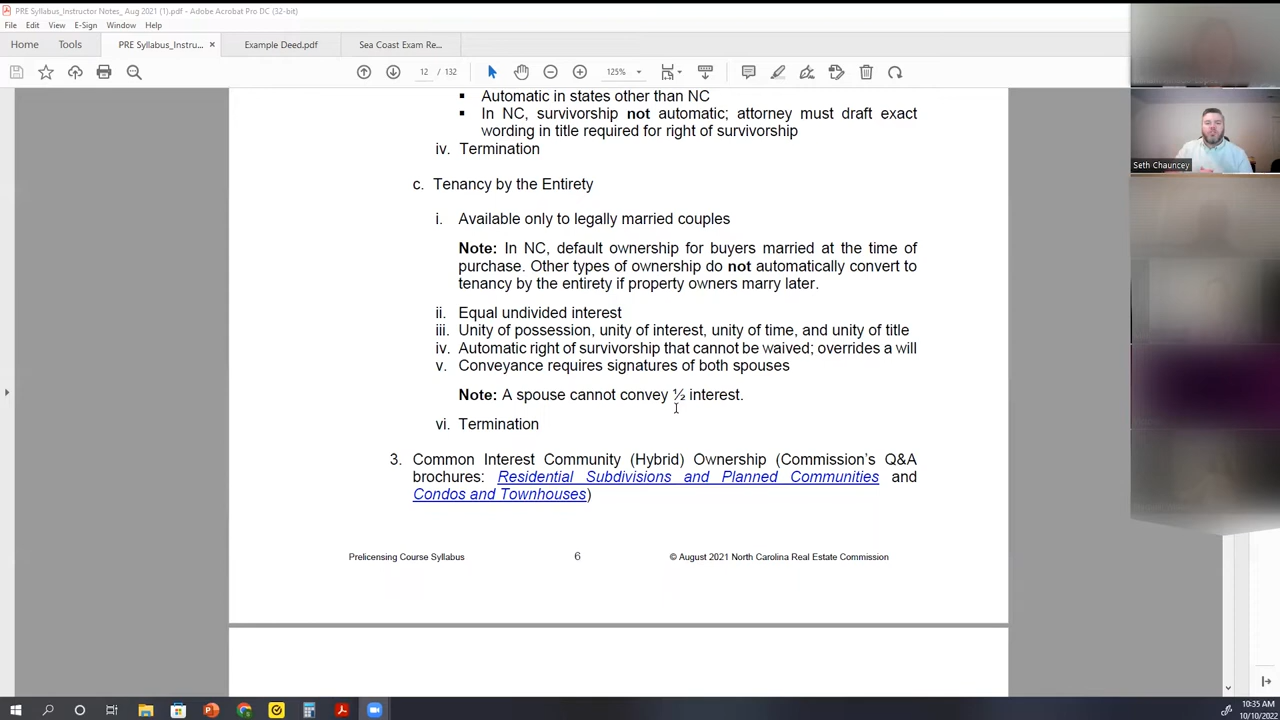 PRE Syllabus_Instructor Notes_ Aug 2021 (1).pdf - Adobe Acrobat Pro DC (32-bit)
File Edit View E-Sign Window Help
Home Tools PRE Syllabus_Instru... × Example Deed.pdf Sea Coast Exam Re...
12 / 132 125%
▪ Automatic in states other than NC
▪ In NC, survivorship not automatic; attorney must draft exact
wording in title required for right of survivorship
iv. Termination
c. Tenancy by the Entirety
i. Available only to legally married couples
Note: In NC, default ownership for buyers married at the time of
purchase. Other types of ownership do not automatically convert to
tenancy by the entirety if property owners marry later.
ii. Equal undivided interest
iii. Unity of possession, unity of interest, unity of time, and unity of title
iv. Automatic right of survivorship that cannot be waived; overrides a will
v. Conveyance requires signatures of both spouses
Note: A spouse cannot convey ½ interest.
vi. Termination
3. Common Interest Community (Hybrid) Ownership (Commission's Q&A
brochures: Residential Subdivisions and Planned Communities and
Condos and Townhouses)
Prelicensing Course Syllabus 6 © August 2021 North Carolina Real Estate Commission
Seth Chauncey
10:35 AM
10/10/2022